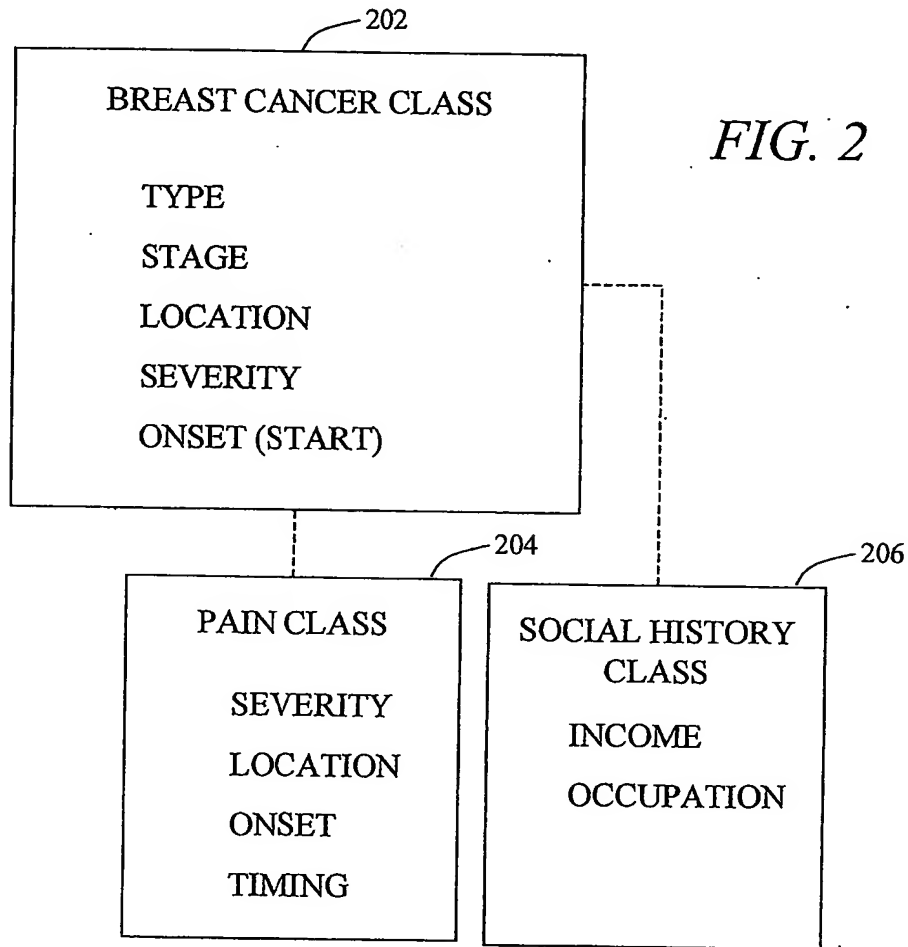 202
BREAST CANCER CLASS
FIG. 2
TYPE
STAGE
LOCATION
SEVERITY
ONSET (START)
204
PAIN CLASS
SEVERITY
LOCATION
ONSET
TIMING
206
SOCIAL HISTORY
CLASS
INCOME
OCCUPATION